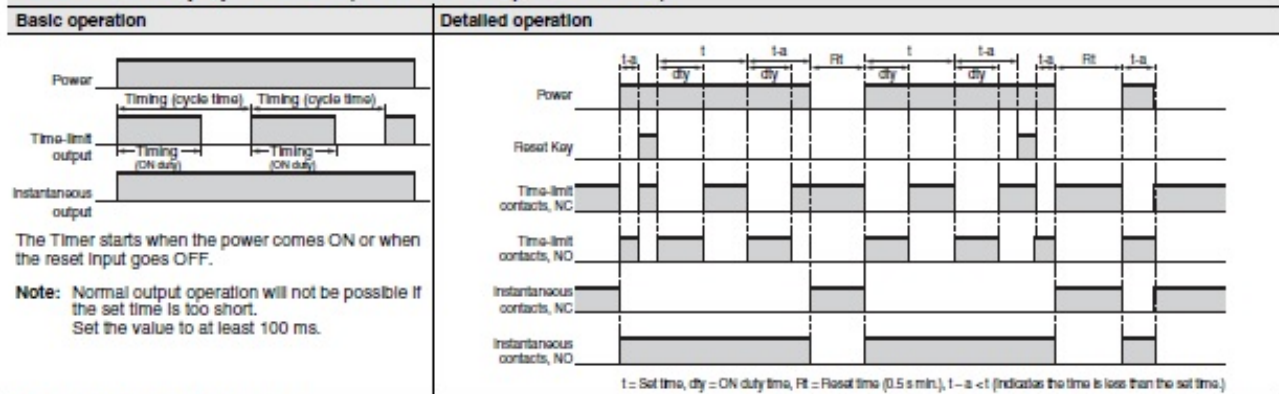 Basic operation
Detailed operation
Power
Timing (cycle time) Timing (cycle time)
Time-limit
output
Timing
(ON duty)
Timing
(ON duty)
Instantaneous
output
The Timer starts when the power comes ON or when
the reset input goes OFF.
Note: Normal output operation will not be possible if
the set time is too short.
Set the value to at least 100 ms.
t-a t t-a Rt t t-a t-a Rt t-a
dty dty dty dty
Power
Reset Key
Time-limit
contacts, NC
Time-limit
contacts, NO
Instantaneous
contacts, NC
Instantaneous
contacts, NO
t = Set time, dty = ON duty time, Rt = Reset time (0.5 s min.), t – a < t (Indicates the time is less than the set time.)